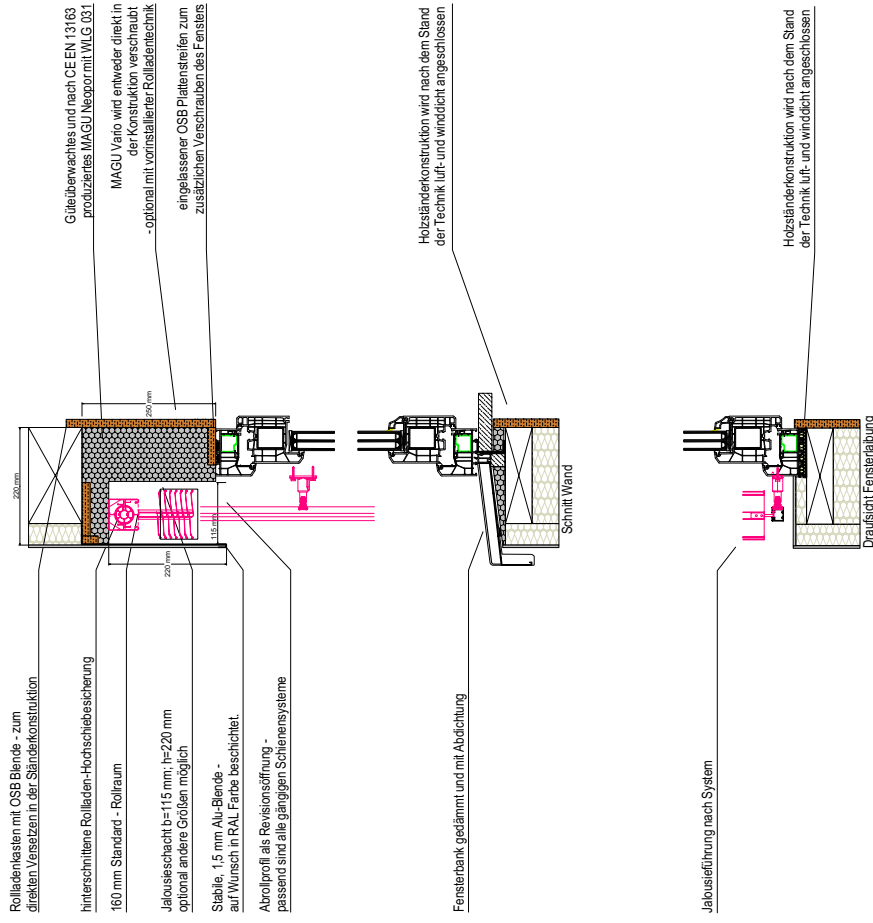 Rollladenkasten mit OSB Blende - zum
direkten Versetzen in der Ständerkonstruktion
hinterschnittene Rollladen-Hochschiebesicherung
160 mm Standard - Rollraum
Jalousieschacht b=115 mm; h=220 mm
optional andere Größen möglich
Stabile, 1,5 mm Alu-Blende -
auf Wunsch in RAL Farbe beschichtet.
Abrollprofil als Revisionsöffnung -
passend sind alle gängigen Schienensysteme
Fensterbank gedämmt und mit Abdichtung
Jalousieführung nach System
220 mm
250 mm
115 mm
220 mm
Schnitt Wand
Draufsicht Fensterlaibung
Güteüberwachtes und nach CE EN 13163
produziertes MAGU Neopor mit WLG 031
MAGU Vario wird entweder direkt in
der Konstruktion verschraubt
- optional mit vorinstallierter Rollladentechnik
eingelassener OSB Plattenstreifen zum
zusätzlichen Verschrauben des Fensters
Holzständerkonstruktion wird nach dem Stand
der Technik luft- und winddicht angeschlossen
Holzständerkonstruktion wird nach dem Stand
der Technik luft- und winddicht angeschlossen